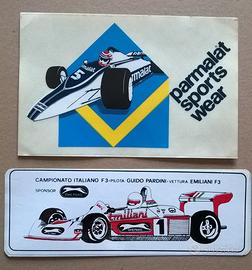 5
parmalat
parmalat
sports
wear
CAMPIONATO ITALIANO F3-PILOTA GUIDO PARDINI-VETTURA EMILIANI F3
SPONSOR
emiliani
1